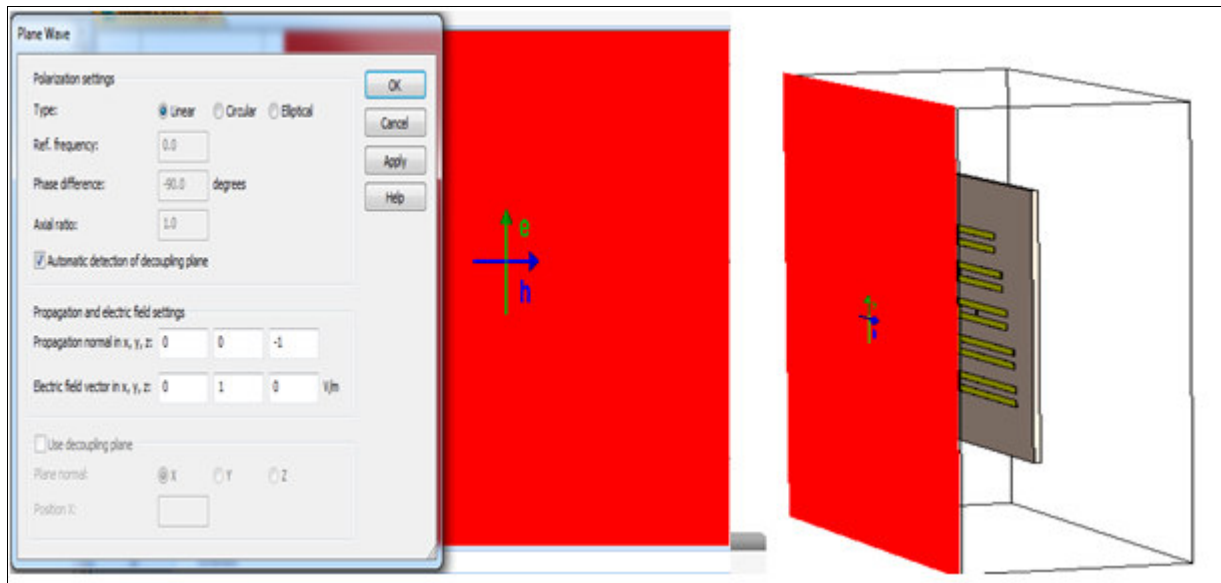 Plane Wave
Polarization settings
Type: Linear Circular Elliptical
Ref. frequency: 0.0
Phase difference: -90.0 degrees
Axial ratio: 1.0
Automatic detection of decoupling plane
Propagation and electric field settings
Propagation normal in x, y, z: 0 0 -1
Electric field vector in x, y, z: 0 1 0 V/m
Use decoupling plane
Plane normal: X Y Z
Position X:
OK
Cancel
Apply
Help
e
h